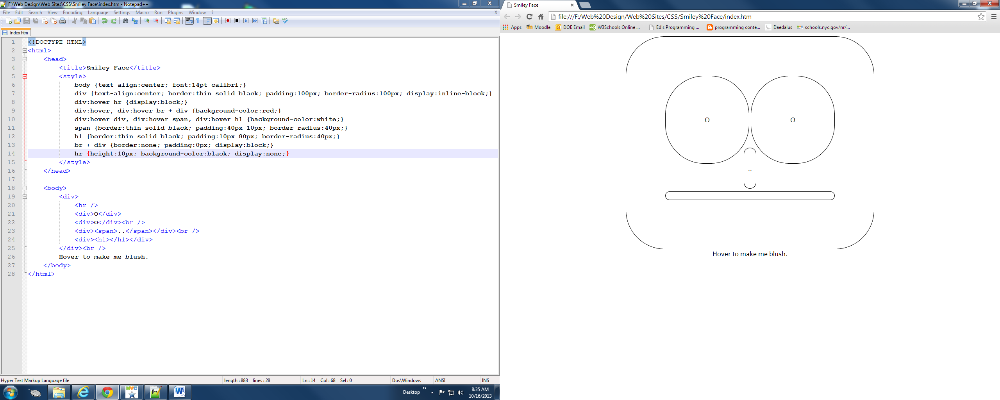 F:\Web Design\Web Sites\CSS\Smiley Face\index.htm - Notepad++
File Edit Search View Encoding Language Settings Macro Run Plugins Window ? X
index.htm
1 <!DOCTYPE HTML>
2 <html>
3 <head>
4 <title>Smiley Face</title>
5 <style>
6 body {text-align:center; font:14pt calibri;}
7 div {text-align:center; border:thin solid black; padding:100px; border-radius:100px; display:inline-block;}
8 div:hover hr {display:block;}
9 div:hover, div:hover br + div {background-color:red;}
10 div:hover div, div:hover span, div:hover h1 {background-color:white;}
11 span {border:thin solid black; padding:40px 10px; border-radius:40px;}
12 h1 {border:thin solid black; padding:10px 80px; border-radius:40px;}
13 br + div {border:none; padding:0px; display:block;}
14 hr {height:10px; background-color:black; display:none;}
15 </style>
16 </head>
17
18 <body>
19 <div>
20 <hr />
21 <div>O</div>
22 <div>O</div><br />
23 <div><span>..</span></div><br />
24 <div><h1></h1></div>
25 </div><br />
26 Hover to make me blush.
27 </body>
28 </html>
Hyper Text Markup Language file length : 883 lines : 28 Ln : 14 Col : 68 Sel : 0 Dos\Windows ANSI INS
NYC
W
Desktop »
8:35 AM
10/16/2013
Smiley Face
file:///F:/Web%20Design/Web%20Sites/CSS/Smiley%20Face/index.htm
Apps Moodle DOE Email W3Schools Online ... Ed's Programming ... programming conte... Daedalus schools.nyc.gov/nr/...
O O
..
Hover to make me blush.